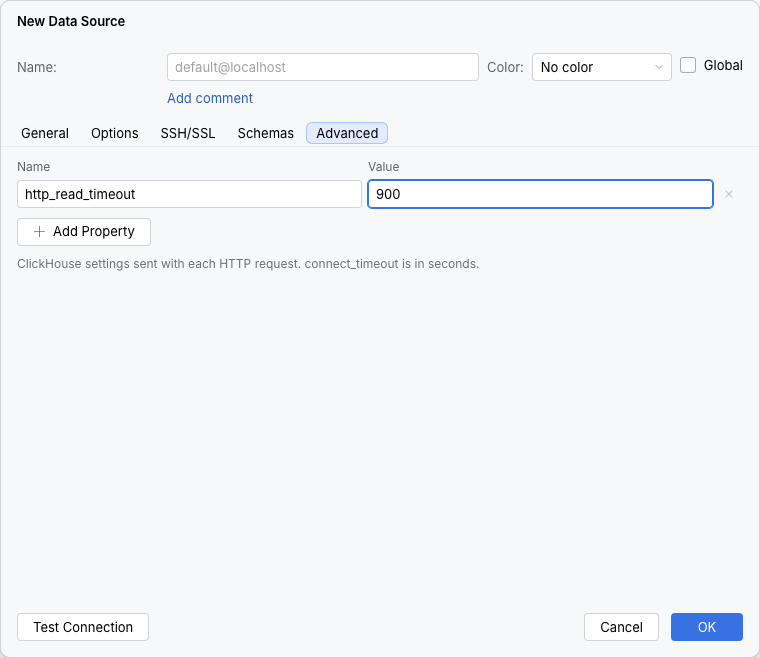 New Data Source
Name: default@localhost Color: No color Global
Add comment
General Options SSH/SSL Schemas Advanced
Name Value
http_read_timeout 900 ×
+ Add Property
ClickHouse settings sent with each HTTP request. connect_timeout is in seconds.
Test Connection Cancel OK